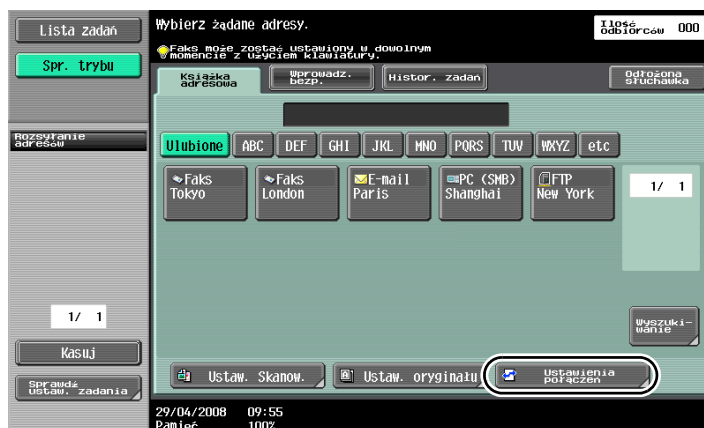 Lista zadań
Spr. trybu
Rozsyłanie
adresów
1/ 1
Kasuj
Sprawdź
ustaw. zadania
Wybierz żądane adresy.
Ilość
odbiorców 000
Faks może zostać ustawiony w dowolnym
momencie z użyciem klawiatury.
Książka
adresowa
Wprowadz.
bezp.
Histor. zadań
Odłożona
słuchawka
Ulubione ABC DEF GHI JKL MNO PQRS TUV WXYZ etc
Faks
Tokyo
Faks
London
E-mail
Paris
PC (SMB)
Shanghai
FTP
New York
1/ 1
Wyszuki-
wanie
Ustaw. Skanow.
Ustaw. oryginału
Ustawienia
połączeń
29/04/2008 09:55
Pamięć 100%